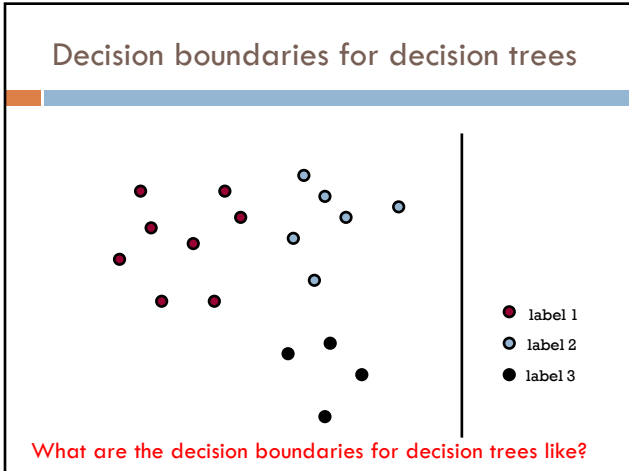 Decision boundaries for decision trees
label 1
label 2
label 3
What are the decision boundaries for decision trees like?